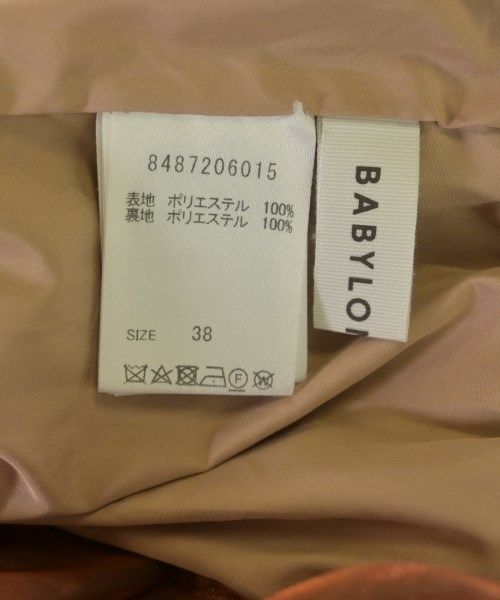 8487206015
表地 ポリエステル 100%
裏地 ポリエステル 100%
SIZE 38
F W
BABYLO